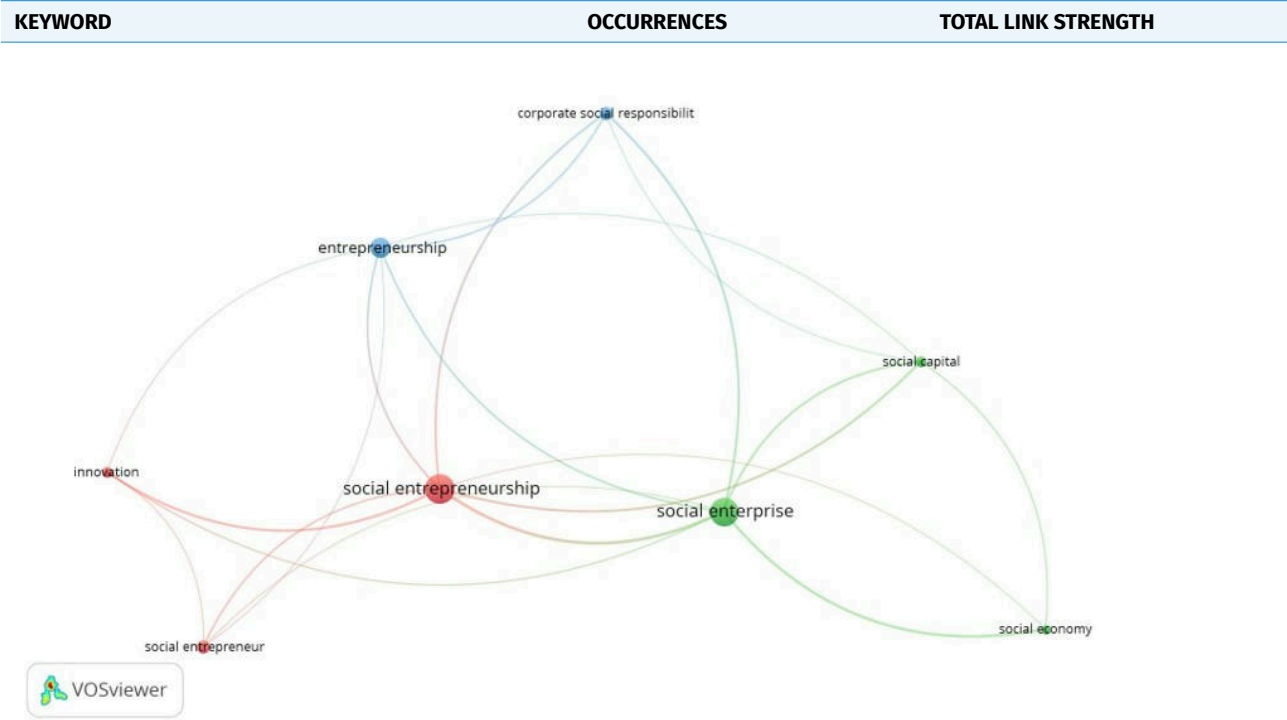 KEYWORD OCCURRENCES TOTAL LINK STRENGTH
corporate social responsibilit
entrepreneurship
social capital
innovation
social entrepreneurship
social enterprise
social economy
social entrepreneur
VOSviewer